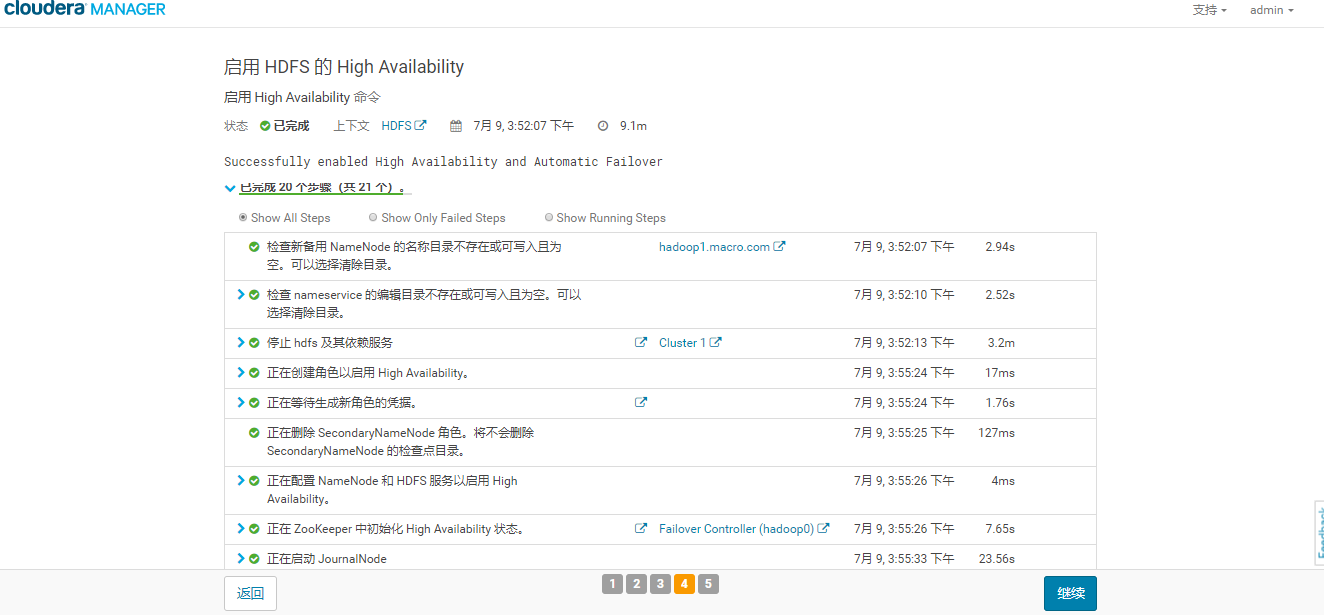 cloudera MANAGER
支持 admin
启用 HDFS 的 High Availability
启用 High Availability 命令
状态 已完成 上下文 HDFS 7月 9, 3:52:07 下午 9.1m
Successfully enabled High Availability and Automatic Failover
已完成 20 个步骤（共 21 个）。
Show All Steps Show Only Failed Steps Show Running Steps
检查新备用 NameNode 的名称目录不存在或可写入且为 hadoop1.macro.com 7月 9, 3:52:07 下午 2.94s
空。可以选择清除目录。
检查 nameservice 的编辑目录不存在或可写入且为空。可以 7月 9, 3:52:10 下午 2.52s
选择清除目录。
停止 hdfs 及其依赖服务 Cluster 1 7月 9, 3:52:13 下午 3.2m
正在创建角色以启用 High Availability。 7月 9, 3:55:24 下午 17ms
正在等待生成新角色的凭据。 7月 9, 3:55:24 下午 1.76s
正在删除 SecondaryNameNode 角色。将不会删除 7月 9, 3:55:25 下午 127ms
SecondaryNameNode 的检查点目录。
正在配置 NameNode 和 HDFS 服务以启用 High 7月 9, 3:55:26 下午 4ms
Availability。
正在 ZooKeeper 中初始化 High Availability 状态。 Failover Controller (hadoop0) 7月 9, 3:55:26 下午 7.65s
正在启动 JournalNode 7月 9, 3:55:33 下午 23.56s
Feedback
返回 1 2 3 4 5 继续